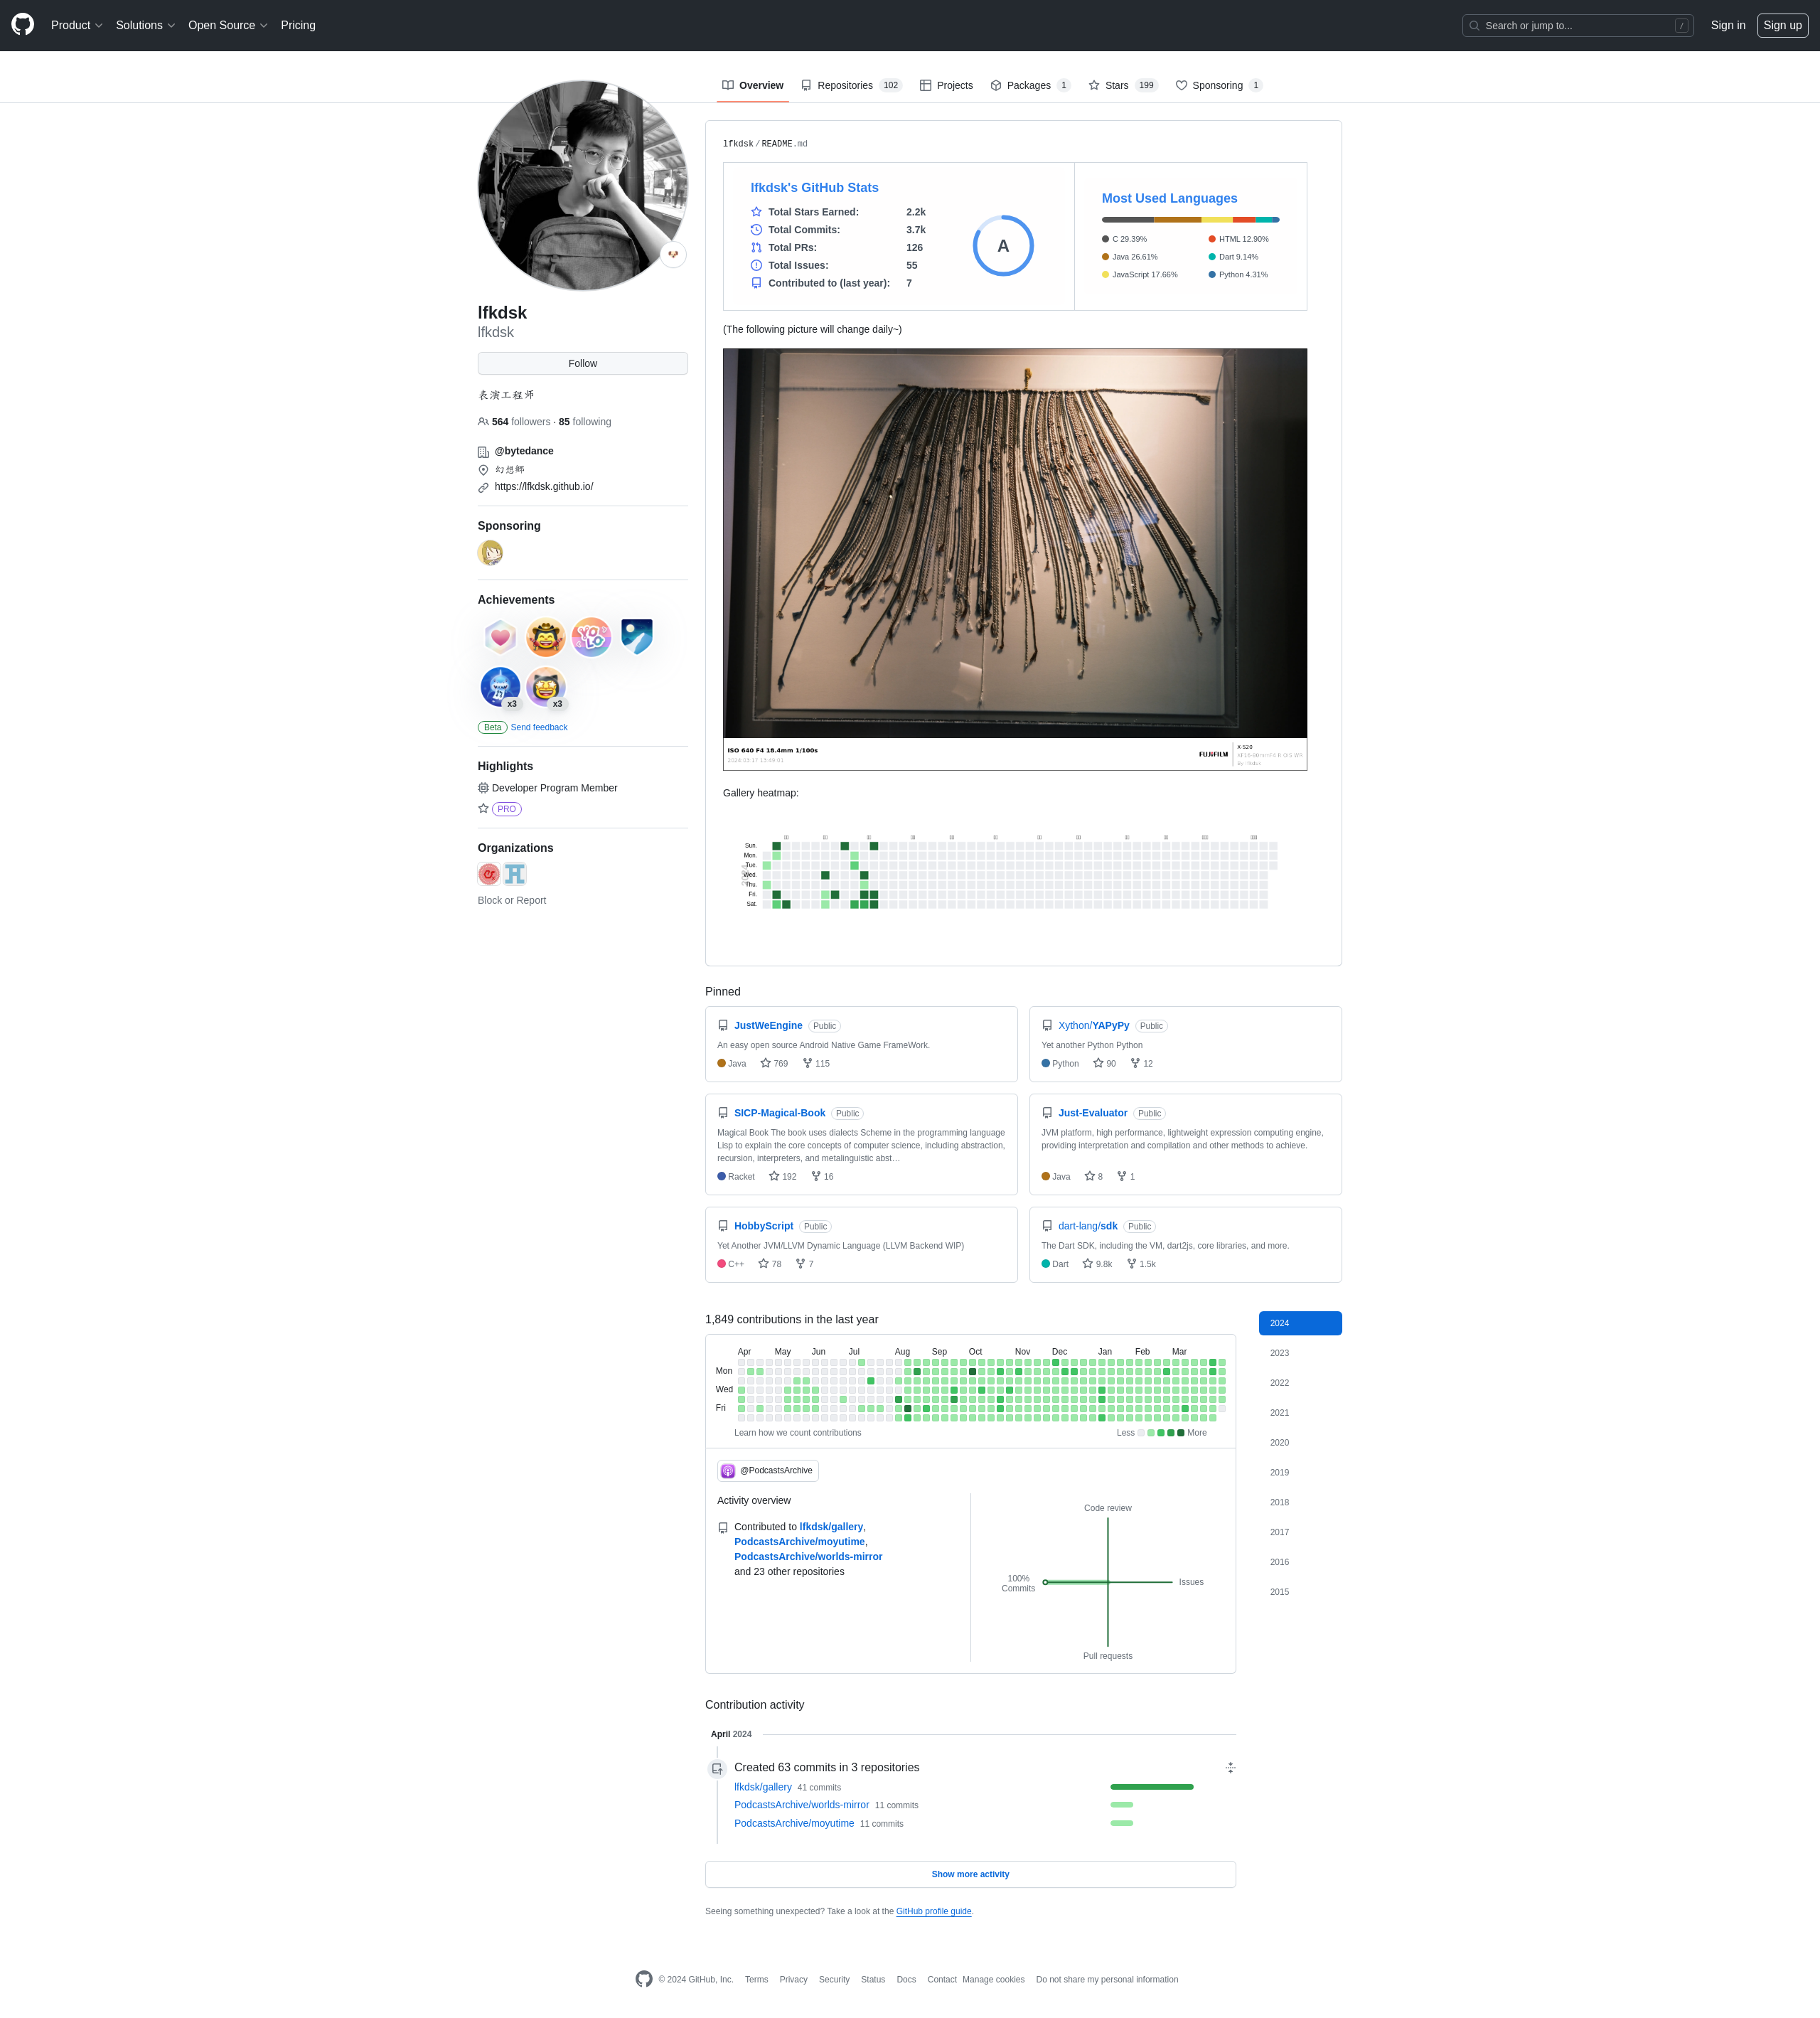 Product
Solutions
Open Source
Pricing
Search or jump to...
/
Sign in
Sign up
Overview
Repositories 102
Projects
Packages 1
Stars 199
Sponsoring 1
lfkdsk
lfkdsk
Follow
表演工程师
564 followers · 85 following
@bytedance
幻想鄉
https://lfkdsk.github.io/
Sponsoring
Achievements
YOLO
x3
x3
Beta Send feedback
Highlights
Developer Program Member
PRO
Organizations
Block or Report
lfkdsk / README.md
lfkdsk's GitHub Stats
Total Stars Earned: 2.2k
Total Commits: 3.7k
Total PRs: 126
Total Issues: 55
Contributed to (last year): 7
A
Most Used Languages
C 29.39%
Java 26.61%
JavaScript 17.66%
HTML 12.90%
Dart 9.14%
Python 4.31%
(The following picture will change daily~)
ISO 640 F4 18.4mm 1/100s
FUJIFILM
Gallery heatmap:
Sun.
Mon.
Tue.
Wed.
Thu.
Fri.
Sat.
Pinned
JustWeEngine Public
An easy open source Android Native Game FrameWork.
Java 769 115
Xython/YAPyPy Public
Yet another Python Python
Python 90 12
SICP-Magical-Book Public
Magical Book The book uses dialects Scheme in the programming language
Lisp to explain the core concepts of computer science, including abstraction,
recursion, interpreters, and metalinguistic abst…
Racket 192 16
Just-Evaluator Public
JVM platform, high performance, lightweight expression computing engine,
providing interpretation and compilation and other methods to achieve.
Java 8 1
HobbyScript Public
Yet Another JVM/LLVM Dynamic Language (LLVM Backend WIP)
C++ 78 7
dart-lang/sdk Public
The Dart SDK, including the VM, dart2js, core libraries, and more.
Dart 9.8k 1.5k
1,849 contributions in the last year
Apr May Jun Jul Aug Sep Oct Nov Dec Jan Feb Mar
Mon
Wed
Fri
Learn how we count contributions
Less More
2024
2023
2022
2021
2020
2019
2018
2017
2016
2015
@PodcastsArchive
Activity overview
Contributed to lfkdsk/gallery,
PodcastsArchive/moyutime,
PodcastsArchive/worlds-mirror
and 23 other repositories
Code review
100%
Commits
Issues
Pull requests
Contribution activity
April 2024
Created 63 commits in 3 repositories
lfkdsk/gallery 41 commits
PodcastsArchive/worlds-mirror 11 commits
PodcastsArchive/moyutime 11 commits
Show more activity
Seeing something unexpected? Take a look at the GitHub profile guide.
© 2024 GitHub, Inc.
Terms
Privacy
Security
Status
Docs
Contact
Manage cookies
Do not share my personal information